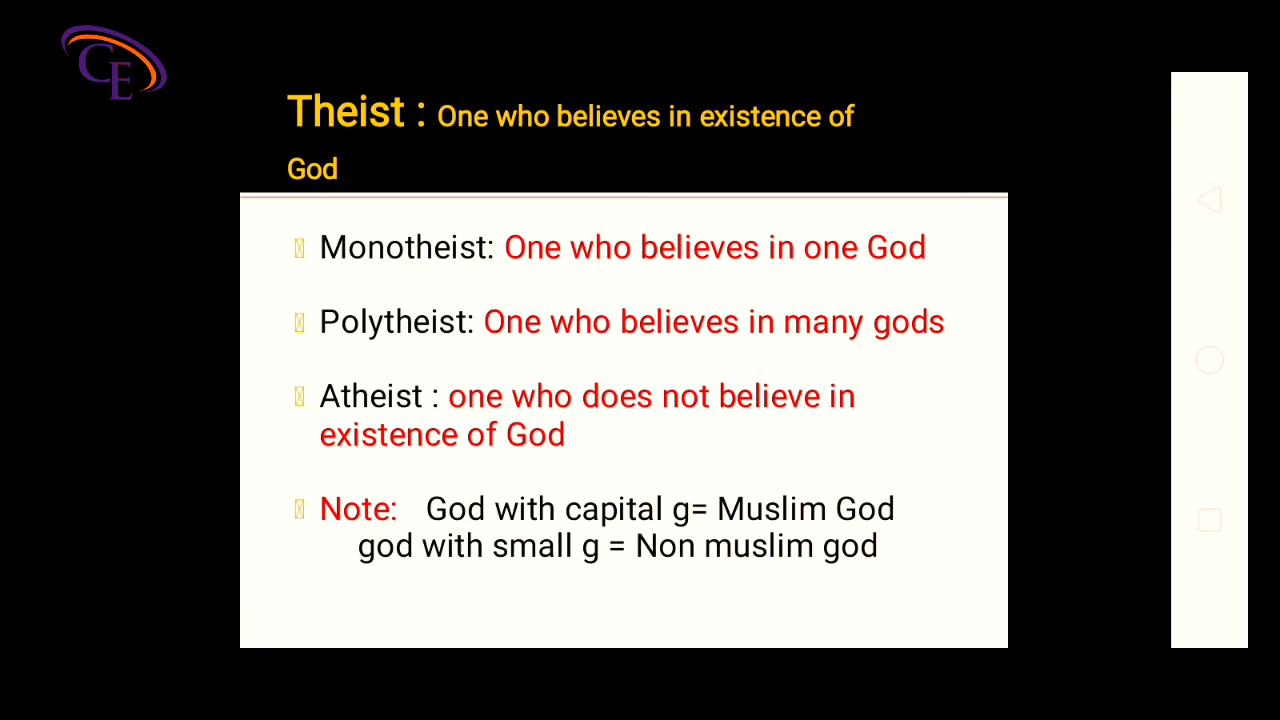 CE
Theist : One who believes in existence of
God
Monotheist: One who believes in one God
Polytheist: One who believes in many gods
Atheist : one who does not believe in
existence of God
Note: God with capital g= Muslim God
god with small g = Non muslim god